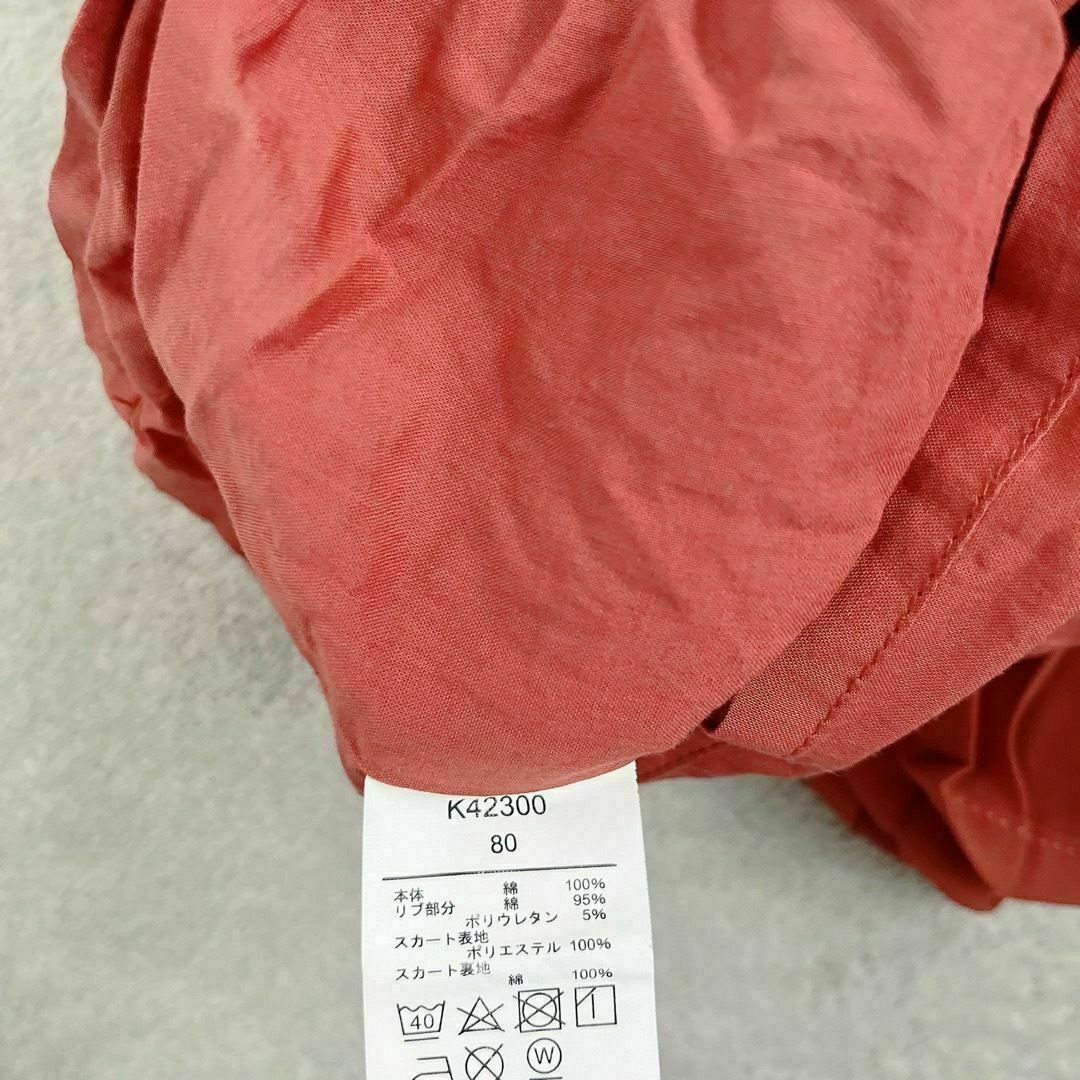 K42300
80
本体 綿 100%
リブ部分 綿 95%
ポリウレタン 5%
スカート表地
ポリエステル 100%
スカート裏地
綿 100%
40
W